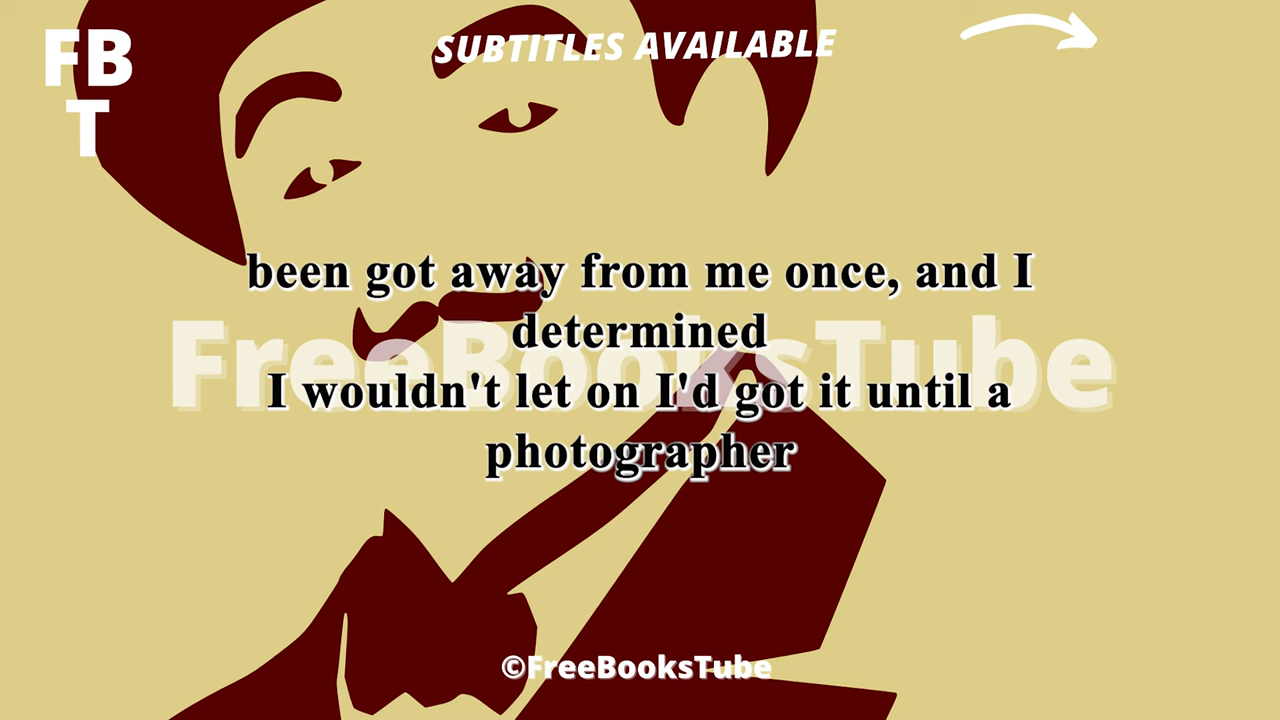 FB
T
SUBTITLES AVAILABLE
been got away from me once, and I
determined
FreeBooksTube
I wouldn't let on I'd got it until a
photographer
©FreeBooksTube